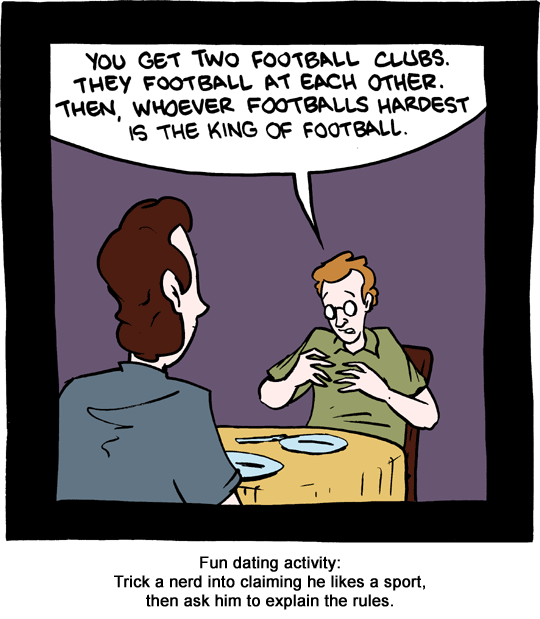 YOU GET TWO FOOTBALL CLUBS.
THEY FOOTBALL AT EACH OTHER.
THEN, WHOEVER FOOTBALLS HARDEST
IS THE KING OF FOOTBALL.
Fun dating activity:
Trick a nerd into claiming he likes a sport,
then ask him to explain the rules.